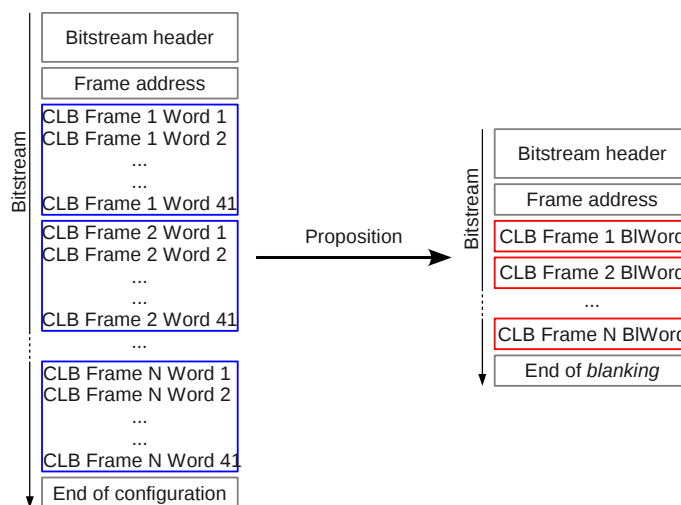 Bitstream
Bitstream header
Frame address
CLB Frame 1 Word 1
CLB Frame 1 Word 2
...
...
CLB Frame 1 Word 41
CLB Frame 2 Word 1
CLB Frame 2 Word 2
...
...
CLB Frame 2 Word 41
...
CLB Frame N Word 1
CLB Frame N Word 2
...
...
CLB Frame N Word 41
End of configuration
Proposition
Bitstream
Bitstream header
Frame address
CLB Frame 1 BlWord
CLB Frame 2 BlWord
...
CLB Frame N BlWord
End of blanking